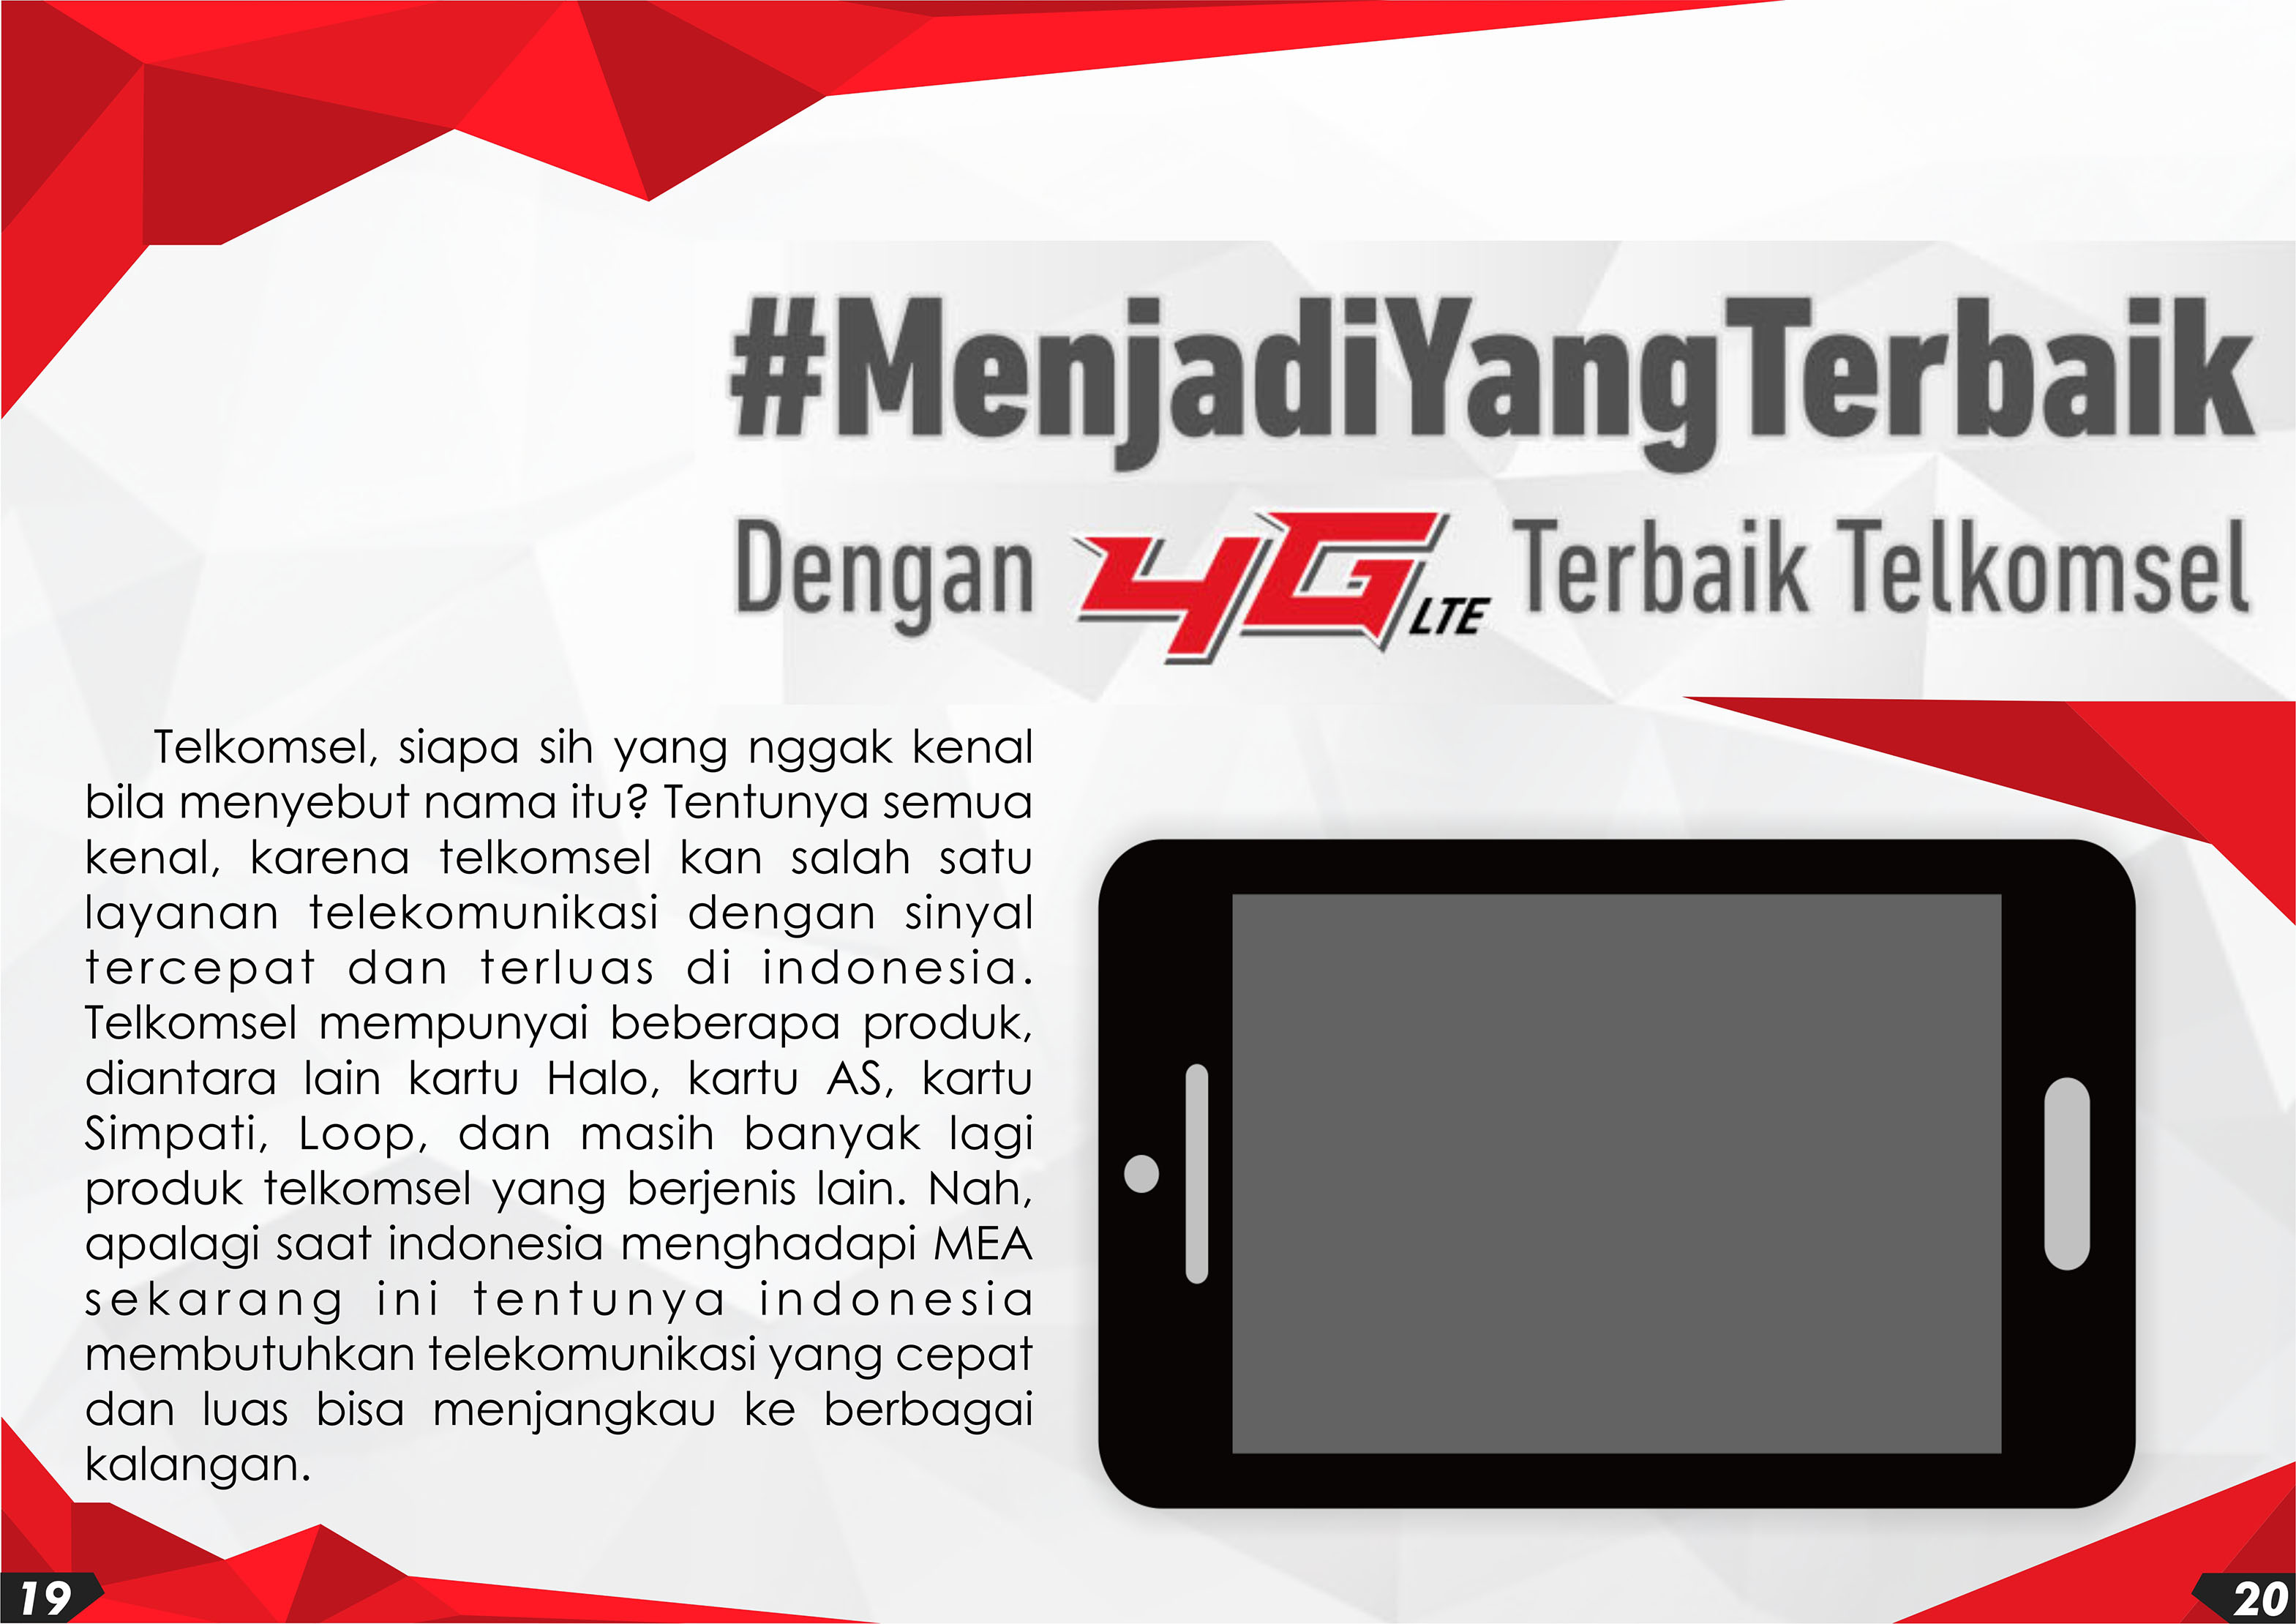 #MenjadiYangTerbaik
Dengan 4G LTE Terbaik Telkomsel
Telkomsel, siapa sih yang nggak kenal
bila menyebut nama itu? Tentunya semua
kenal, karena telkomsel kan salah satu
layanan telekomunikasi dengan sinyal
tercepat dan terluas di indonesia.
Telkomsel mempunyai beberapa produk,
diantara lain kartu Halo, kartu AS, kartu
Simpati, Loop, dan masih banyak lagi
produk telkomsel yang berjenis lain. Nah,
apalagi saat indonesia menghadapi MEA
sekarang ini tentunya indonesia
membutuhkan telekomunikasi yang cepat
dan luas bisa menjangkau ke berbagai
kalangan.
19
20